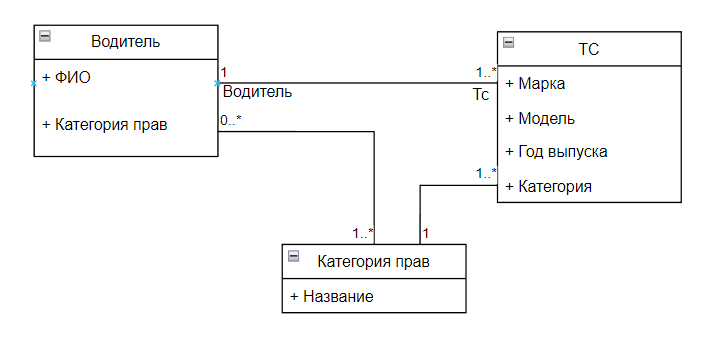 Водитель
+ ФИО
+ Категория прав
ТС
+ Марка
+ Модель
+ Год выпуска
+ Категория
1
1..*
Водитель
Тс
0..*
1..*
1..*
1
Категория прав
+ Название